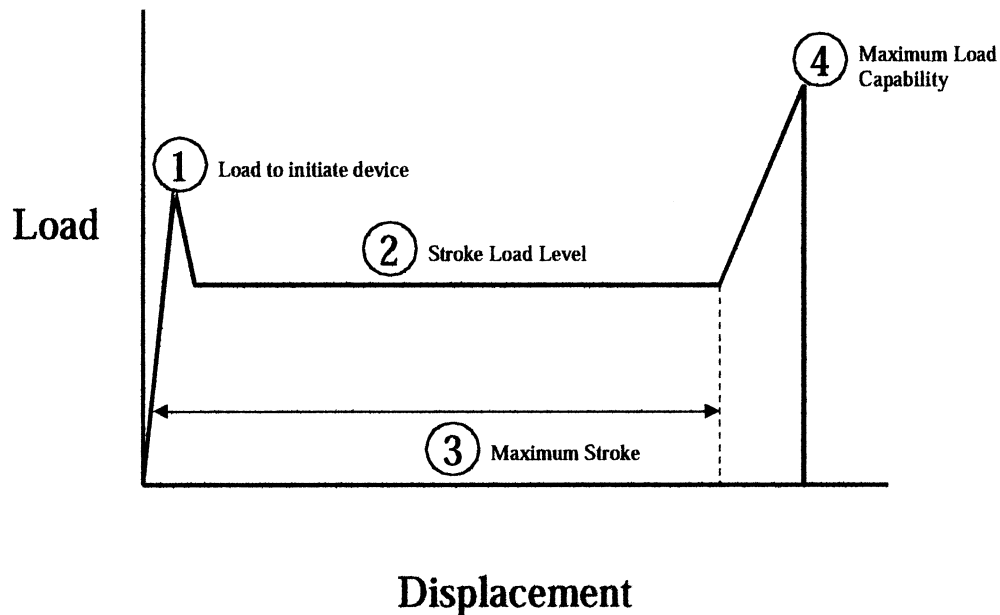 4 Maximum Load
Capability
1 Load to initiate device
Load
2 Stroke Load Level
3 Maximum Stroke
Displacement